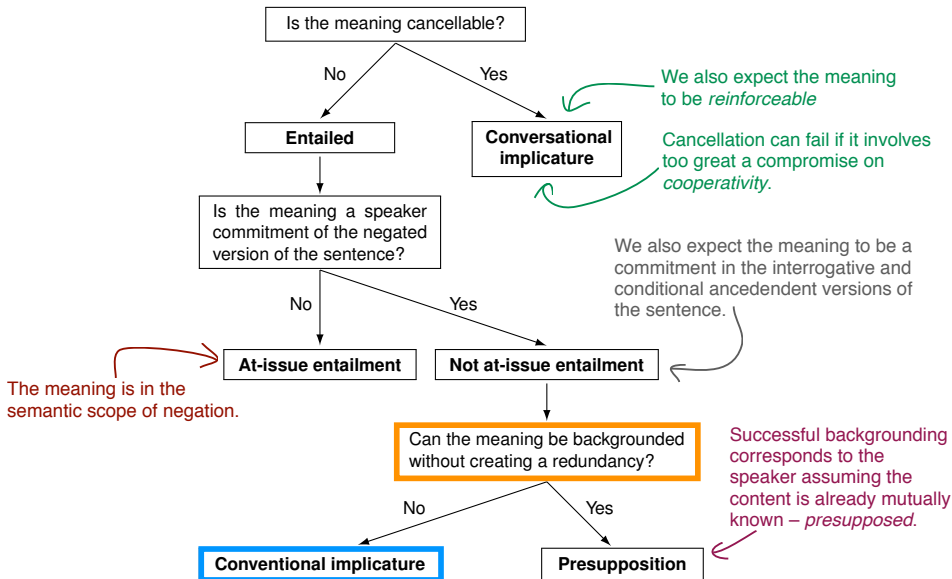 Is the meaning cancellable?
No
Yes
We also expect the meaning
to be reinforceable
Entailed
Conversational
implicature
Cancellation can fail if it involves
too great a compromise on
cooperativity.
Is the meaning a speaker
commitment of the negated
version of the sentence?
We also expect the meaning to be a
commitment in the interrogative and
conditional ancedendent versions of
the sentence.
No
Yes
At-issue entailment
Not at-issue entailment
The meaning is in the
semantic scope of negation.
Can the meaning be backgrounded
without creating a redundancy?
Successful backgrounding
corresponds to the
speaker assuming the
content is already mutually
known – presupposed.
No
Yes
Conventional implicature
Presupposition